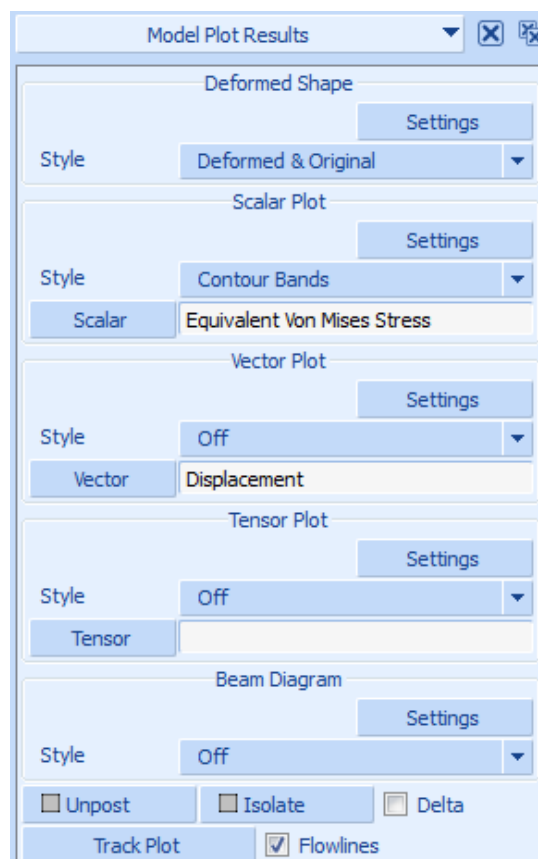 Model Plot Results
Deformed Shape
Settings
Style Deformed & Original
Scalar Plot
Settings
Style Contour Bands
Scalar Equivalent Von Mises Stress
Vector Plot
Settings
Style Off
Vector Displacement
Tensor Plot
Settings
Style Off
Tensor
Beam Diagram
Settings
Style Off
Unpost Isolate Delta
Track Plot Flowlines